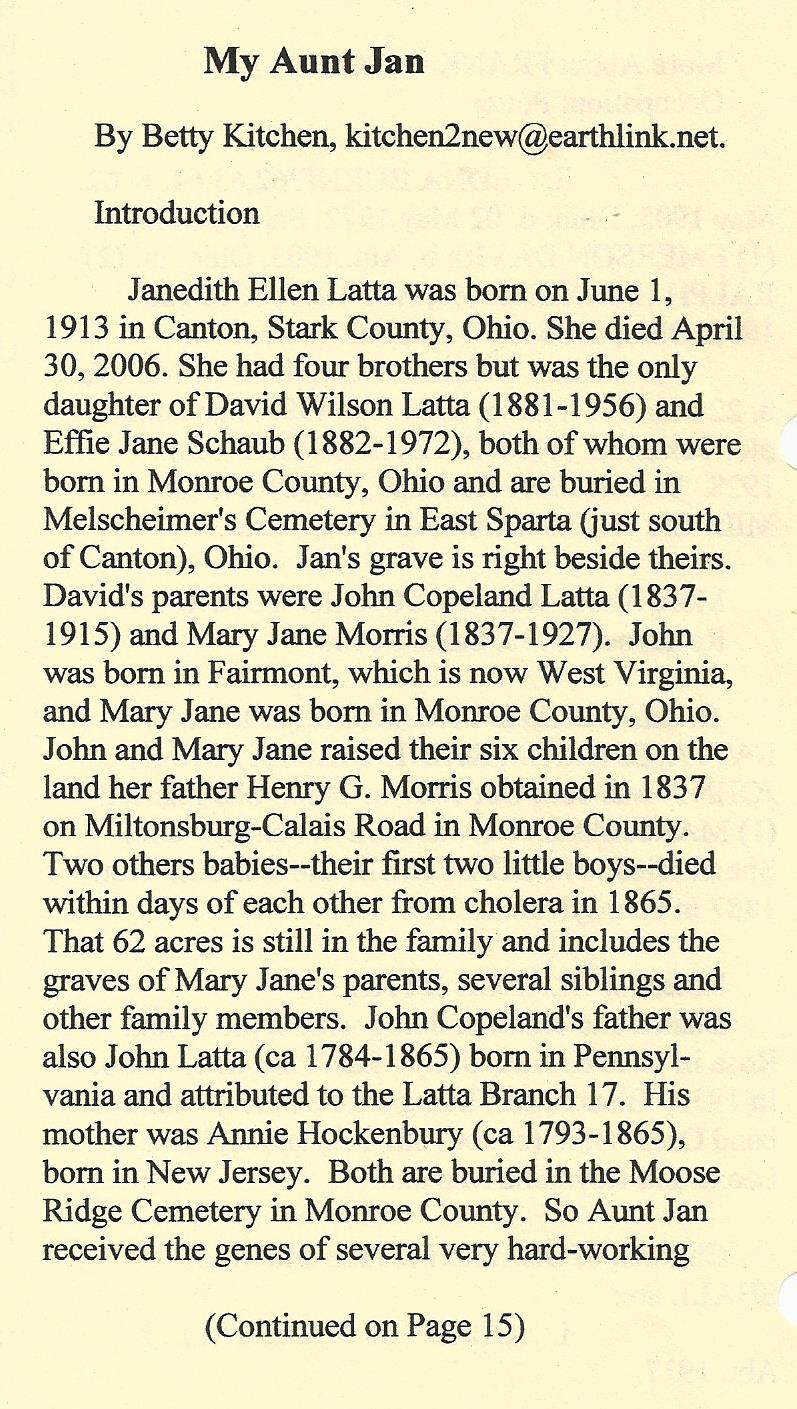 My Aunt Jan
By Betty Kitchen, kitchen2new@earthlink.net.
Introduction
Janedith Ellen Latta was born on June 1,
1913 in Canton, Stark County, Ohio. She died April
30, 2006. She had four brothers but was the only
daughter of David Wilson Latta (1881-1956) and
Effie Jane Schaub (1882-1972), both of whom were
born in Monroe County, Ohio and are buried in
Melscheimer's Cemetery in East Sparta (just south
of Canton), Ohio.  Jan's grave is right beside theirs.
David's parents were John Copeland Latta (1837-
1915) and Mary Jane Morris (1837-1927).  John
was born in Fairmont, which is now West Virginia,
and Mary Jane was born in Monroe County, Ohio.
John and Mary Jane raised their six children on the
land her father Henry G. Morris obtained in 1837
on Miltonsburg-Calais Road in Monroe County.
Two others babies--their first two little boys--died
within days of each other from cholera in 1865.
That 62 acres is still in the family and includes the
graves of Mary Jane's parents, several siblings and
other family members.  John Copeland's father was
also John Latta (ca 1784-1865) born in Pennsyl-
vania and attributed to the Latta Branch 17.  His
mother was Annie Hockenbury (ca 1793-1865),
born in New Jersey.  Both are buried in the Moose
Ridge Cemetery in Monroe County.  So Aunt Jan
received the genes of several very hard-working
(Continued on Page 15)